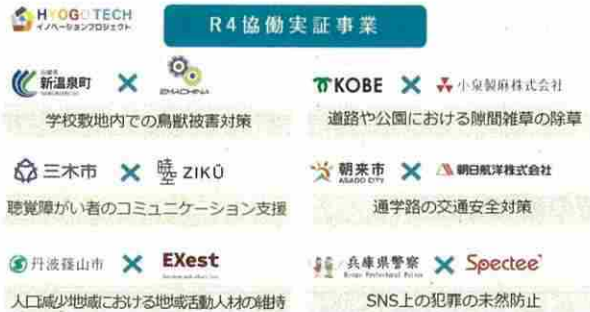 HYOGO TECH
イノベーションプロジェクト
R4協働実証事業
新温泉町 × EMACHINA
学校敷地内での鳥獣被害対策
KOBE × 小泉製麻株式会社
道路や公園における隙間雑草の除草
三木市 × 時空 ZIKŪ
聴覚障がい者のコミュニケーション支援
朝来市 ASAGO CITY × 朝日航洋株式会社
通学路の交通安全対策
丹波篠山市 × EXest
人口減少地域における地域活動人材の維持
兵庫県警察 Hyogo Prefectural Police × Spectee
SNS上の犯罪の未然防止